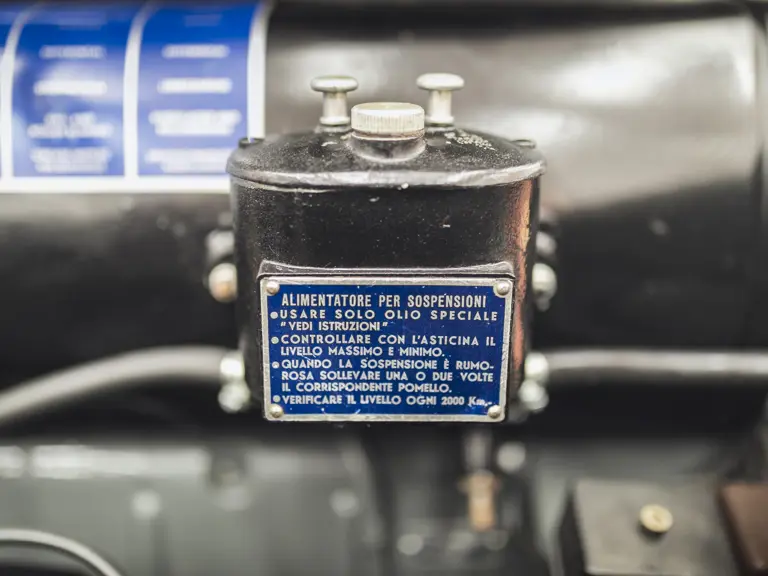 ALIMENTATORE PER SOSPENSIONI
•USARE SOLO OLIO SPECIALE
"VEDI ISTRUZIONI"
•CONTROLLARE CON L'ASTICINA IL
LIVELLO MASSIMO E MINIMO.
•QUANDO LA SOSPENSIONE È RUMO-
ROSA SOLLEVARE UNA O DUE VOLTE
IL CORRISPONDENTE POMELLO.
•VERIFICARE IL LIVELLO OGNI 2000 Km.-